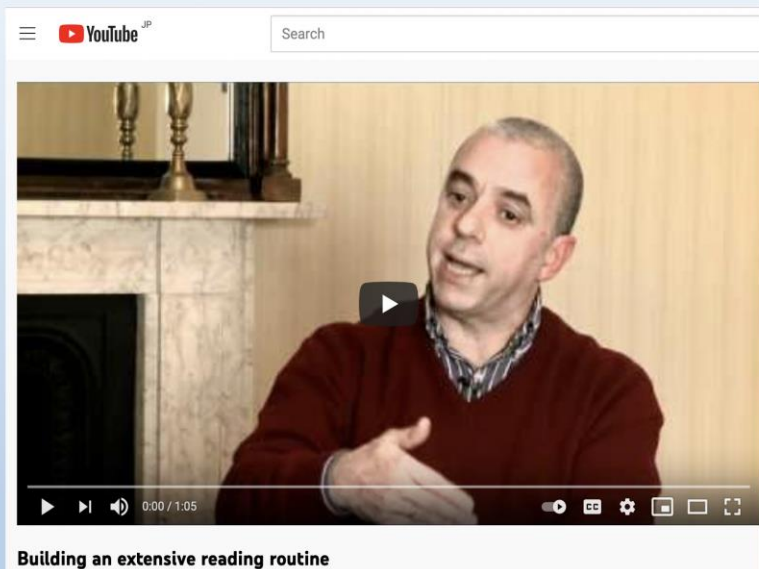 YouTube JP
Search
0:00 / 1:05
CC
Building an extensive reading routine